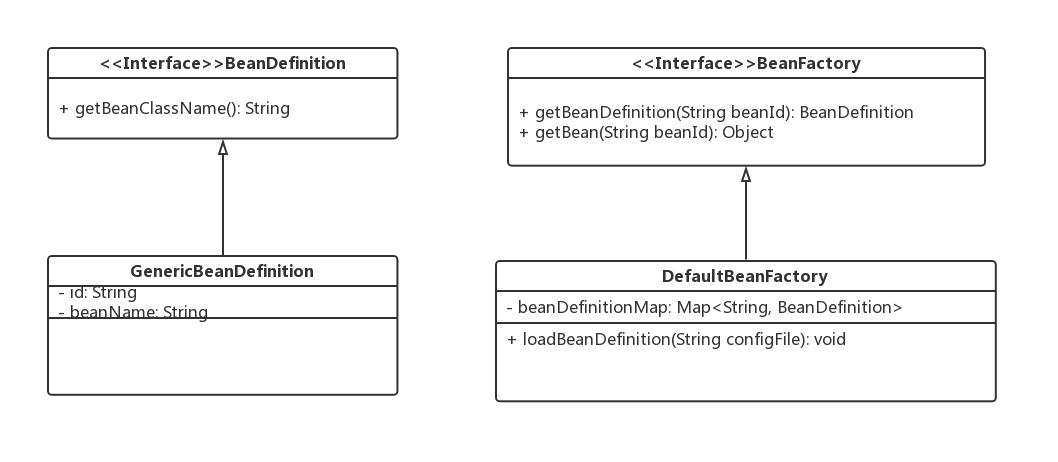 <<Interface>>BeanDefinition
+ getBeanClassName(): String
<<Interface>>BeanFactory
+ getBeanDefinition(String beanId): BeanDefinition
+ getBean(String beanId): Object
GenericBeanDefinition
- id: String
- beanName: String
DefaultBeanFactory
- beanDefinitionMap: Map<String, BeanDefinition>
+ loadBeanDefinition(String configFile): void